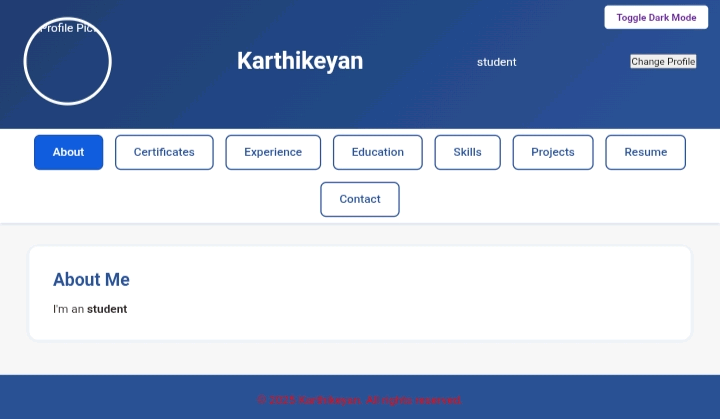 Toggle Dark Mode
Profile Pic
Karthikeyan
student
Change Profile
About
Certificates
Experience
Education
Skills
Projects
Resume
Contact
About Me
I'm an student
© 2025 Karthikeyan. All rights reserved.